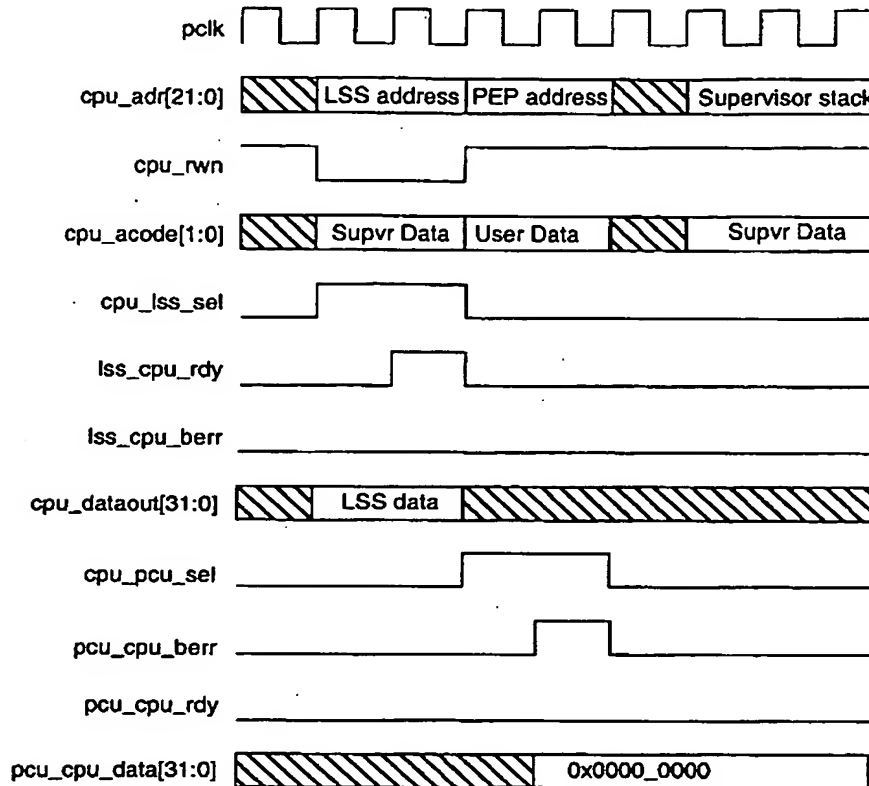 pclk
cpu_adr[21:0] LSS address PEP address Supervisor stack
cpu_rwn
cpu_acode[1:0] Supvr Data User Data Supvr Data
cpu_lss_sel
lss_cpu_rdy
lss_cpu_berr
cpu_dataout[31:0] LSS data
cpu_pcu_sel
pcu_cpu_berr
pcu_cpu_rdy
pcu_cpu_data[31:0] 0x0000_0000